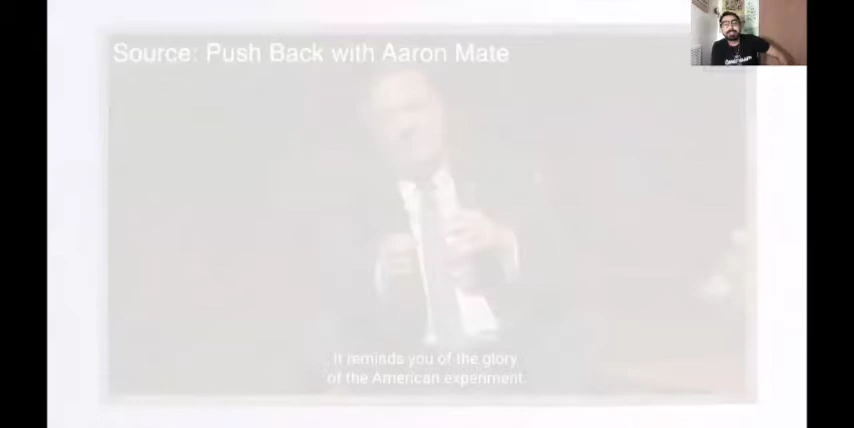 Source: Push Back with Aaron Mate
It reminds you of the glory
of the American experiment.